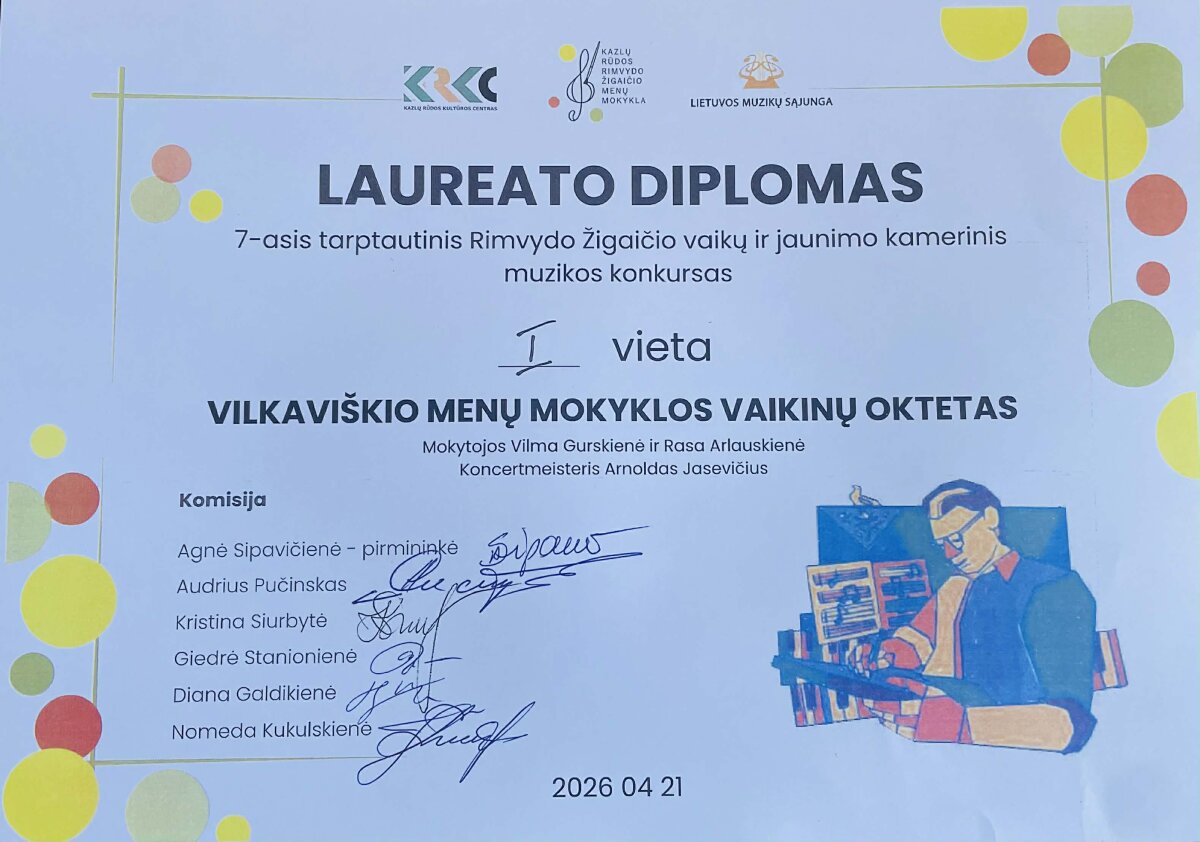 KRKC
KAZLŲ RŪDOS KULTŪROS CENTRAS
KAZLŲ
RŪDOS
RIMVYDO
ŽIGAIČIO
MENŲ
MOKYKLA
LIETUVOS MUZIKŲ SĄJUNGA
LAUREATO DIPLOMAS
7-asis tarptautinis Rimvydo Žigaičio vaikų ir jaunimo kamerinis
muzikos konkursas
I vieta
VILKAVIŠKIO MENŲ MOKYKLOS VAIKINŲ OKTETAS
Mokytojos Vilma Gurskienė ir Rasa Arlauskienė
Koncertmeisteris Arnoldas Jasevičius
Komisija
Agnė Sipavičienė - pirmininkė
Audrius Pučinskas
Kristina Siurbytė
Giedrė Stanionienė
Diana Galdikienė
Nomeda Kukulskienė
2026 04 21